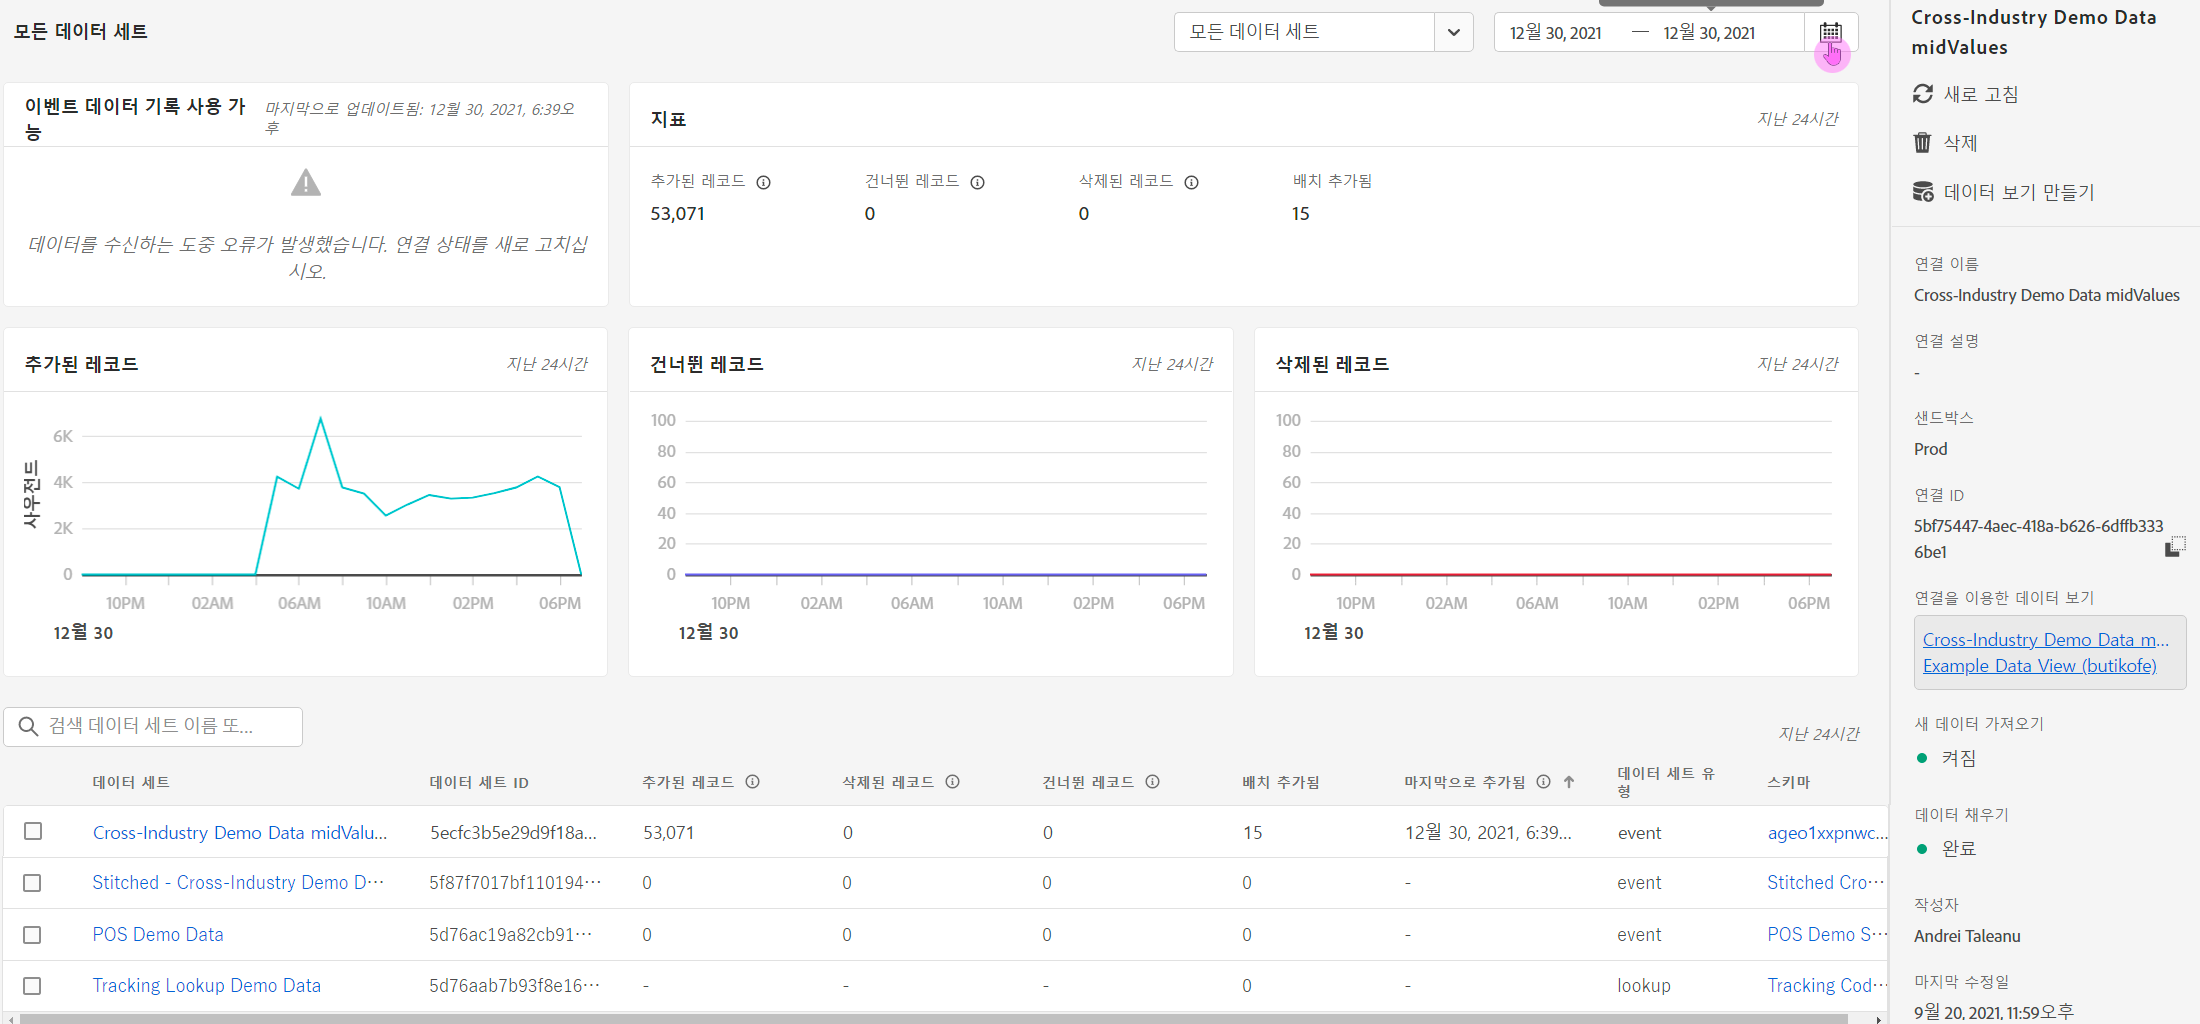 모든 데이터 세트
모든 데이터 세트
12월 30, 2021 — 12월 30, 2021
이벤트 데이터 기록 사용 가
능
마지막으로 업데이트됨: 12월 30, 2021, 6:39오
후
데이터를 수신하는 도중 오류가 발생했습니다. 연결 상태를 새로 고치십
시오.
지표
지난 24시간
추가된 레코드 건너뛴 레코드 삭제된 레코드 배치 추가됨
53,071 0 0 15
추가된 레코드
지난 24시간
사우전드
6K
4K
2K
0
10PM 02AM 06AM 10AM 02PM 06PM
12월 30
건너뛴 레코드
지난 24시간
100
80
60
40
20
0
10PM 02AM 06AM 10AM 02PM 06PM
12월 30
삭제된 레코드
지난 24시간
100
80
60
40
20
0
10PM 02AM 06AM 10AM 02PM 06PM
12월 30
검색 데이터 세트 이름 또...
지난 24시간
데이터 세트 데이터 세트 ID 추가된 레코드 삭제된 레코드 건너뛴 레코드 배치 추가됨 마지막으로 추가됨 데이터 세트 유
형 스키마
Cross-Industry Demo Data midValu... 5ecfc3b5e29d9f18a... 53,071 0 0 15 12월 30, 2021, 6:39... event ageo1xxpnwc...
Stitched - Cross-Industry Demo D··· 5f87f7017bf110194··· 0 0 0 0 - event Stitched Cro···
POS Demo Data 5d76ac19a82cb91··· 0 0 0 0 - event POS Demo S···
Tracking Lookup Demo Data 5d76aab7b93f8e16··· - - - 0 - lookup Tracking Cod···
Cross-Industry Demo Data
midValues
새로 고침
삭제
데이터 보기 만들기
연결 이름
Cross-Industry Demo Data midValues
연결 설명
-
샌드박스
Prod
연결 ID
5bf75447-4aec-418a-b626-6dffb333
6be1
연결을 이용한 데이터 보기
Cross-Industry Demo Data m...
Example Data View (butikofe)
새 데이터 가져오기
켜짐
데이터 채우기
완료
작성자
Andrei Taleanu
마지막 수정일
9월 20, 2021, 11:59오후